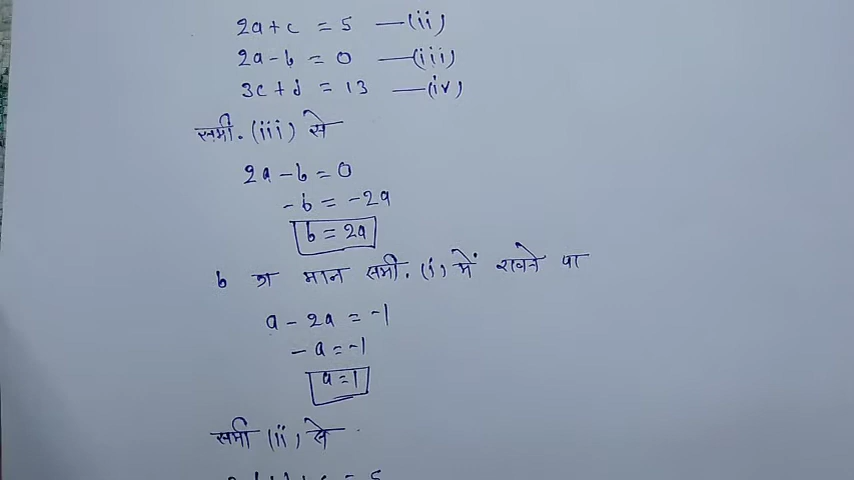 2a + c = 5 —(ii)
2a - b = 0 —(iii)
3c + d = 13 —(iv)
समी. (iii) से
2a - b = 0
- b = -2a
b = 2a
b का मान समी. (i) में रखने पर
a - 2a = -1
- a = -1
a = 1
समी (ii) से